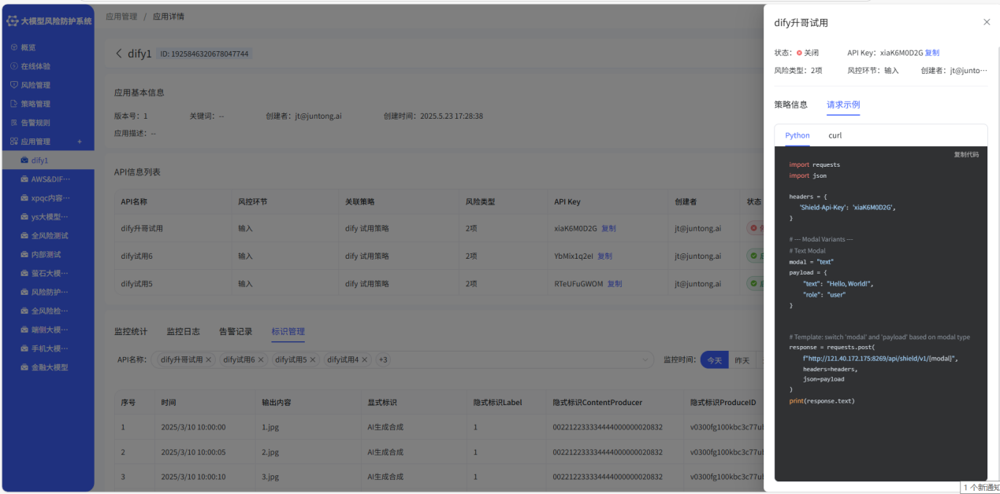 大模型风险防护系统
概览
在线体验
风险管理
策略管理
告警规则
应用管理 +
dify1
AWS&DIF···
xpqc内容···
ys大模型···
全风险测试
内部测试
萤石大模···
风险防护···
全风险检···
端侧大模···
手机大模···
金融大模型
应用管理 / 应用详情
dify1 ID: 1925846320678047744
应用基本信息
版本号：1 关键词：-- 创建者：jt@juntong.ai 创建时间：2025.5.23 17:28:38
应用描述：--
API信息列表
API名称 风控环节 关联策略 风险类型 API Key 创建者 状态
dify升哥试用 输入 dify 试用策略 2项 xiaK6M0D2G 复制 jt@juntong.ai
dify试用6 输入 dify 试用策略 2项 YbMix1q2eI 复制 jt@juntong.ai
dify试用5 输入 dify 试用策略 2项 RTeUFuGWOM 复制 jt@juntong.ai
监控统计 监控日志 告警记录 标识管理
API名称： dify升哥试用 × dify试用6 × dify试用5 × dify试用4 × +3 监控时间： 今天 昨天
序号 时间 输出内容 显式标识 隐式标识Label 隐式标识ContentProducer 隐式标识ProduceID
1 2025/3/10 10:00:00 1.jpg AI生成合成 1 002212233334444000000020832 v0300fg100kbc3c77ub
2 2025/3/10 10:00:05 2.jpg AI生成合成 1 002212233334444000000020832 v0300fg100kbc3c77ub
3 2025/3/10 10:00:10 3.jpg AI生成合成 1 002212233334444000000020832 v0300fg100kbc3c77ub
dify升哥试用 ×
状态： 关闭 API Key：xiaK6M0D2G 复制
风险类型：2项 风控环节：输入 创建者：jt@junto···
策略信息 请求示例
Python curl
复制代码
import requests
import json
headers = {
'Shield-Api-Key': 'xiaK6M0D2G',
}
# --- Modal Variants ---
# Text Modal
modal = "text"
payload = {
"text": "Hello, World!",
"role": "user"
}
# Template: switch 'modal' and 'payload' based on modal type
response = requests.post(
f"http://121.40.172.175:8269/api/shield/v1/{modal}",
headers=headers,
json=payload
)
print(response.text)
1 个新通知